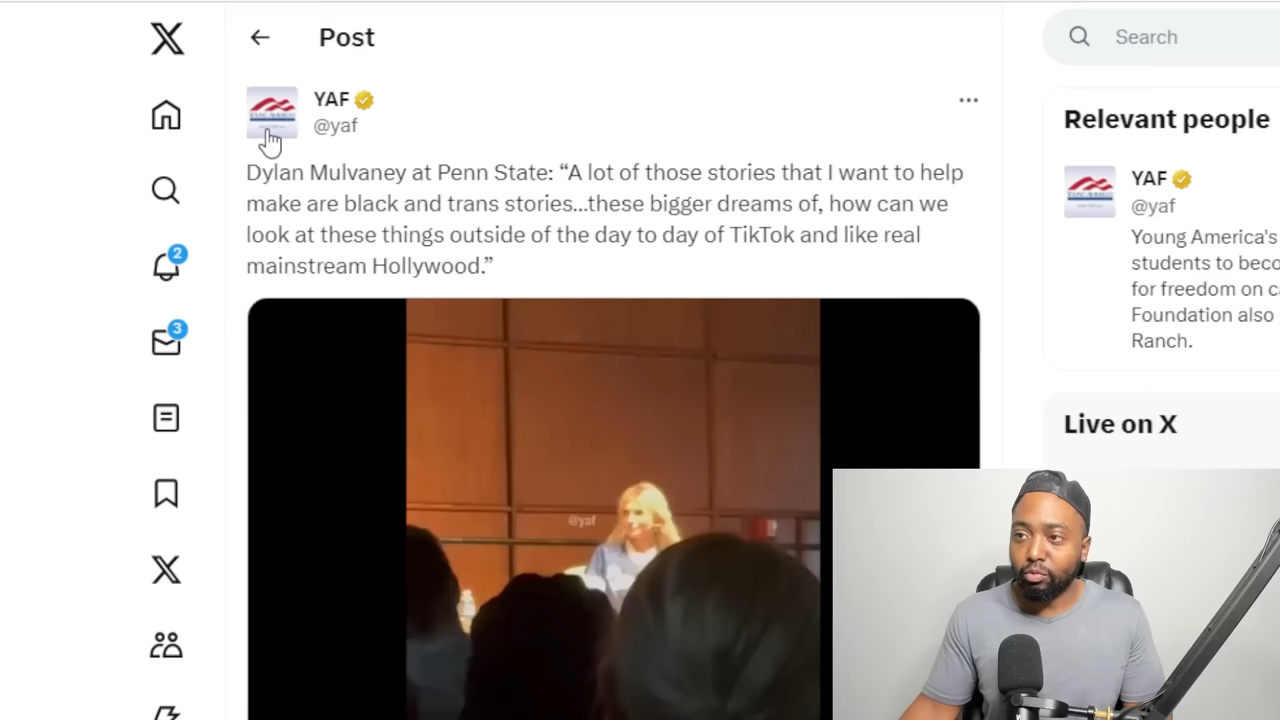 Post
Search
YAF
@yaf
Dylan Mulvaney at Penn State: “A lot of those stories that I want to help
make are black and trans stories...these bigger dreams of, how can we
look at these things outside of the day to day of TikTok and like real
mainstream Hollywood.”
@yaf
2
3
Relevant people
YAF
@yaf
Young America's
students to beco
for freedom on c
Foundation also
Ranch.
Live on X